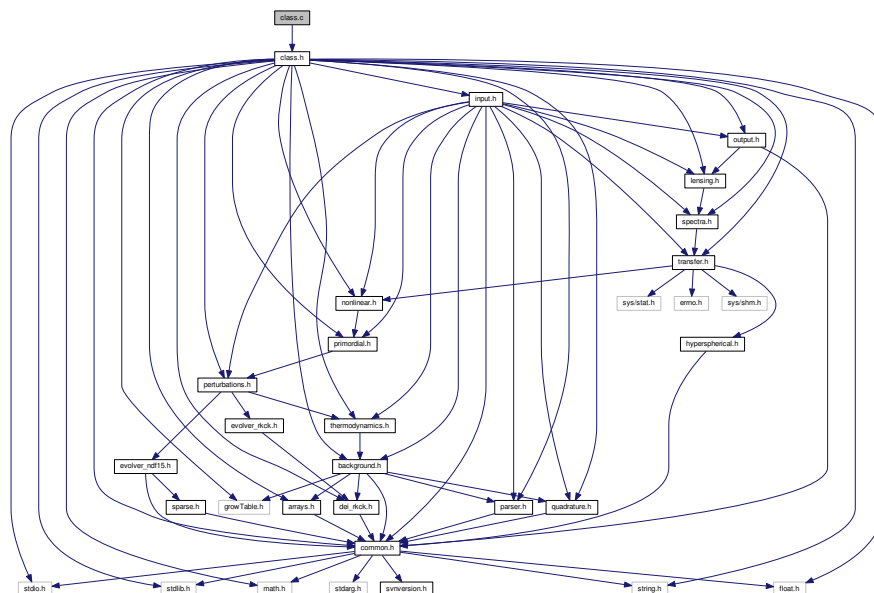 class.c
class.h
input.h
output.h
lensing.h
spectra.h
transfer.h
nonlinear.h
sys/stat.h
errno.h
sys/shm.h
primordial.h
hyperspherical.h
perturbations.h
evolver_rkck.h
thermodynamics.h
evolver_ndf15.h
background.h
sparse.h
growTable.h
arrays.h
dei_rkck.h
parser.h
quadrature.h
common.h
stdio.h
stdlib.h
math.h
stdarg.h
svnversion.h
string.h
float.h